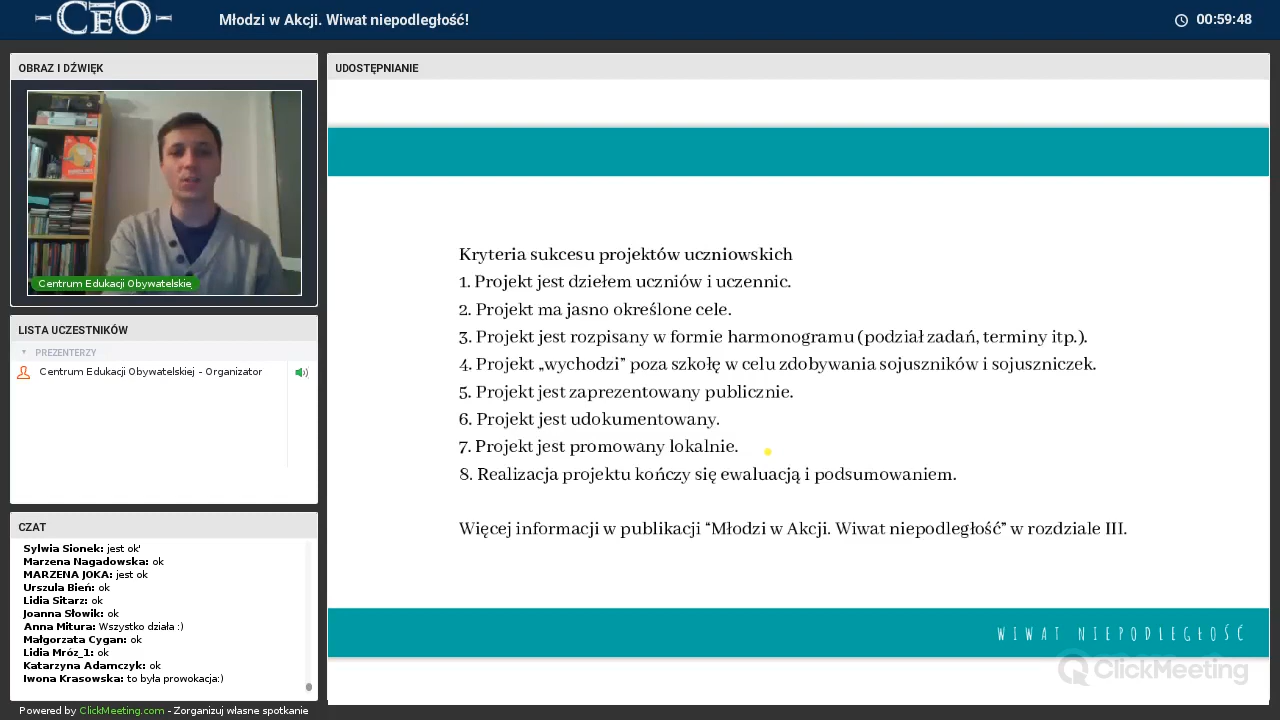 CEO
Młodzi w Akcji. Wiwat niepodległość!
00:59:48
OBRAZ I DŹWIĘK
Centrum Edukacji Obywatelskiej
LISTA UCZESTNIKÓW
PREZENTERZY
Centrum Edukacji Obywatelskiej - Organizator
CZAT
Sylwia Sionek: jest ok'
Marzena Nagadowska: ok
MARZENA JOKA: jest ok
Urszula Bień: ok
Lidia Sitarz: ok
Joanna Słowik: ok
Anna Mitura: Wszystko działa :)
Małgorzata Cygan: ok
Lidia Mróz_1: ok
Katarzyna Adamczyk: ok
Iwona Krasowska: to była prowokacja:)
Powered by ClickMeeting.com - Zorganizuj własne spotkanie
UDOSTĘPNIANIE
Kryteria sukcesu projektów uczniowskich
1. Projekt jest dziełem uczniów i uczennic.
2. Projekt ma jasno określone cele.
3. Projekt jest rozpisany w formie harmonogramu (podział zadań, terminy itp.).
4. Projekt „wychodzi” poza szkołę w celu zdobywania sojuszników i sojuszniczek.
5. Projekt jest zaprezentowany publicznie.
6. Projekt jest udokumentowany.
7. Projekt jest promowany lokalnie.
8. Realizacja projektu kończy się ewaluacją i podsumowaniem.
Więcej informacji w publikacji “Młodzi w Akcji. Wiwat niepodległość” w rozdziale III.
WIWAT NIEPODLEGŁOŚĆ
ClickMeeting